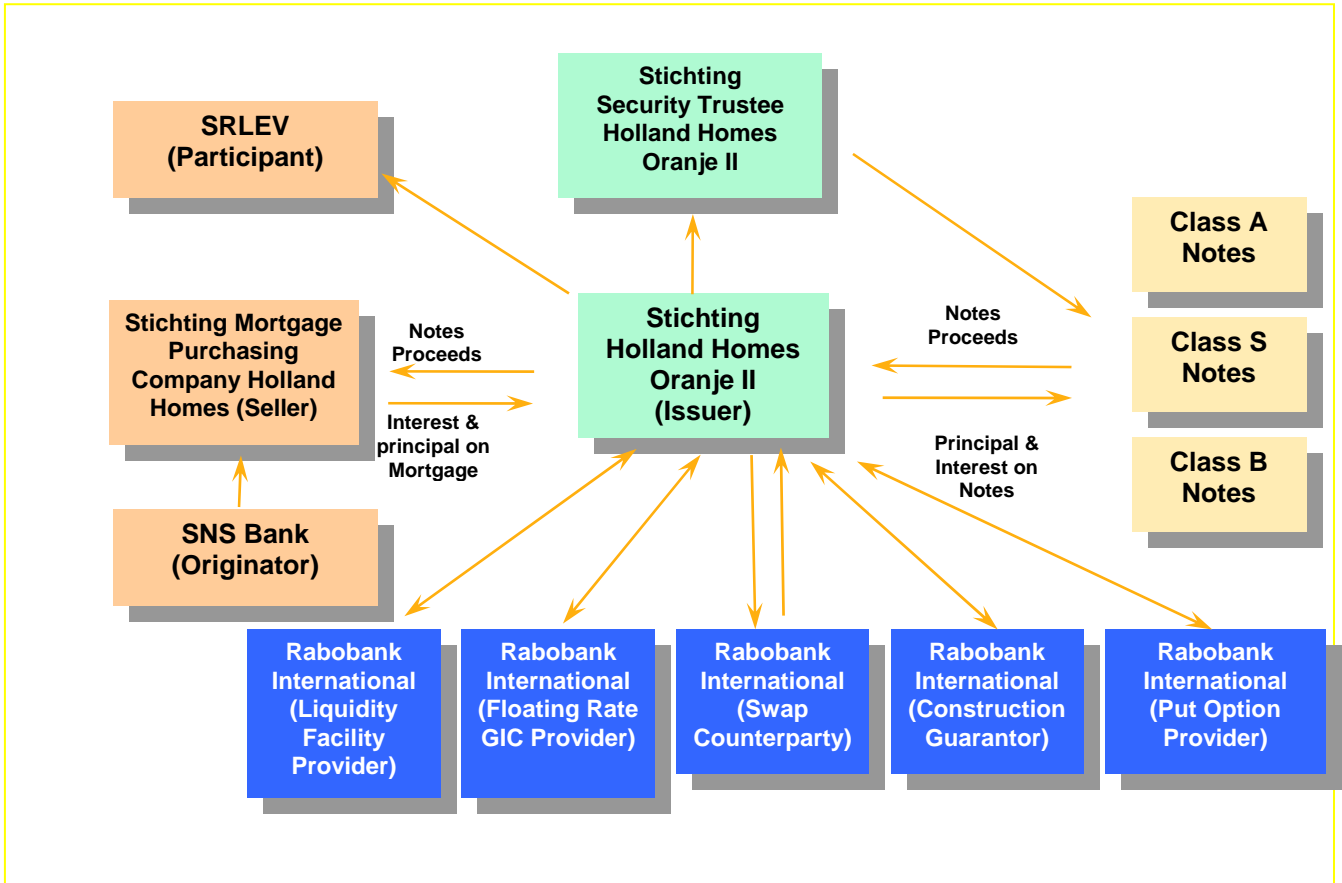 Stichting
Security Trustee
Holland Homes
Oranje II
SRLEV
(Participant)
Class A
Notes
Stichting Mortgage
Purchasing
Company Holland
Homes (Seller)
Notes
Proceeds
Interest &
principal on
Mortgage
Stichting
Holland Homes
Oranje II
(Issuer)
Notes
Proceeds
Principal &
Interest on
Notes
Class S
Notes
Class B
Notes
SNS Bank
(Originator)
Rabobank
International
(Liquidity
Facility
Provider)
Rabobank
International
(Floating Rate
GIC Provider)
Rabobank
International
(Swap
Counterparty)
Rabobank
International
(Construction
Guarantor)
Rabobank
International
(Put Option
Provider)